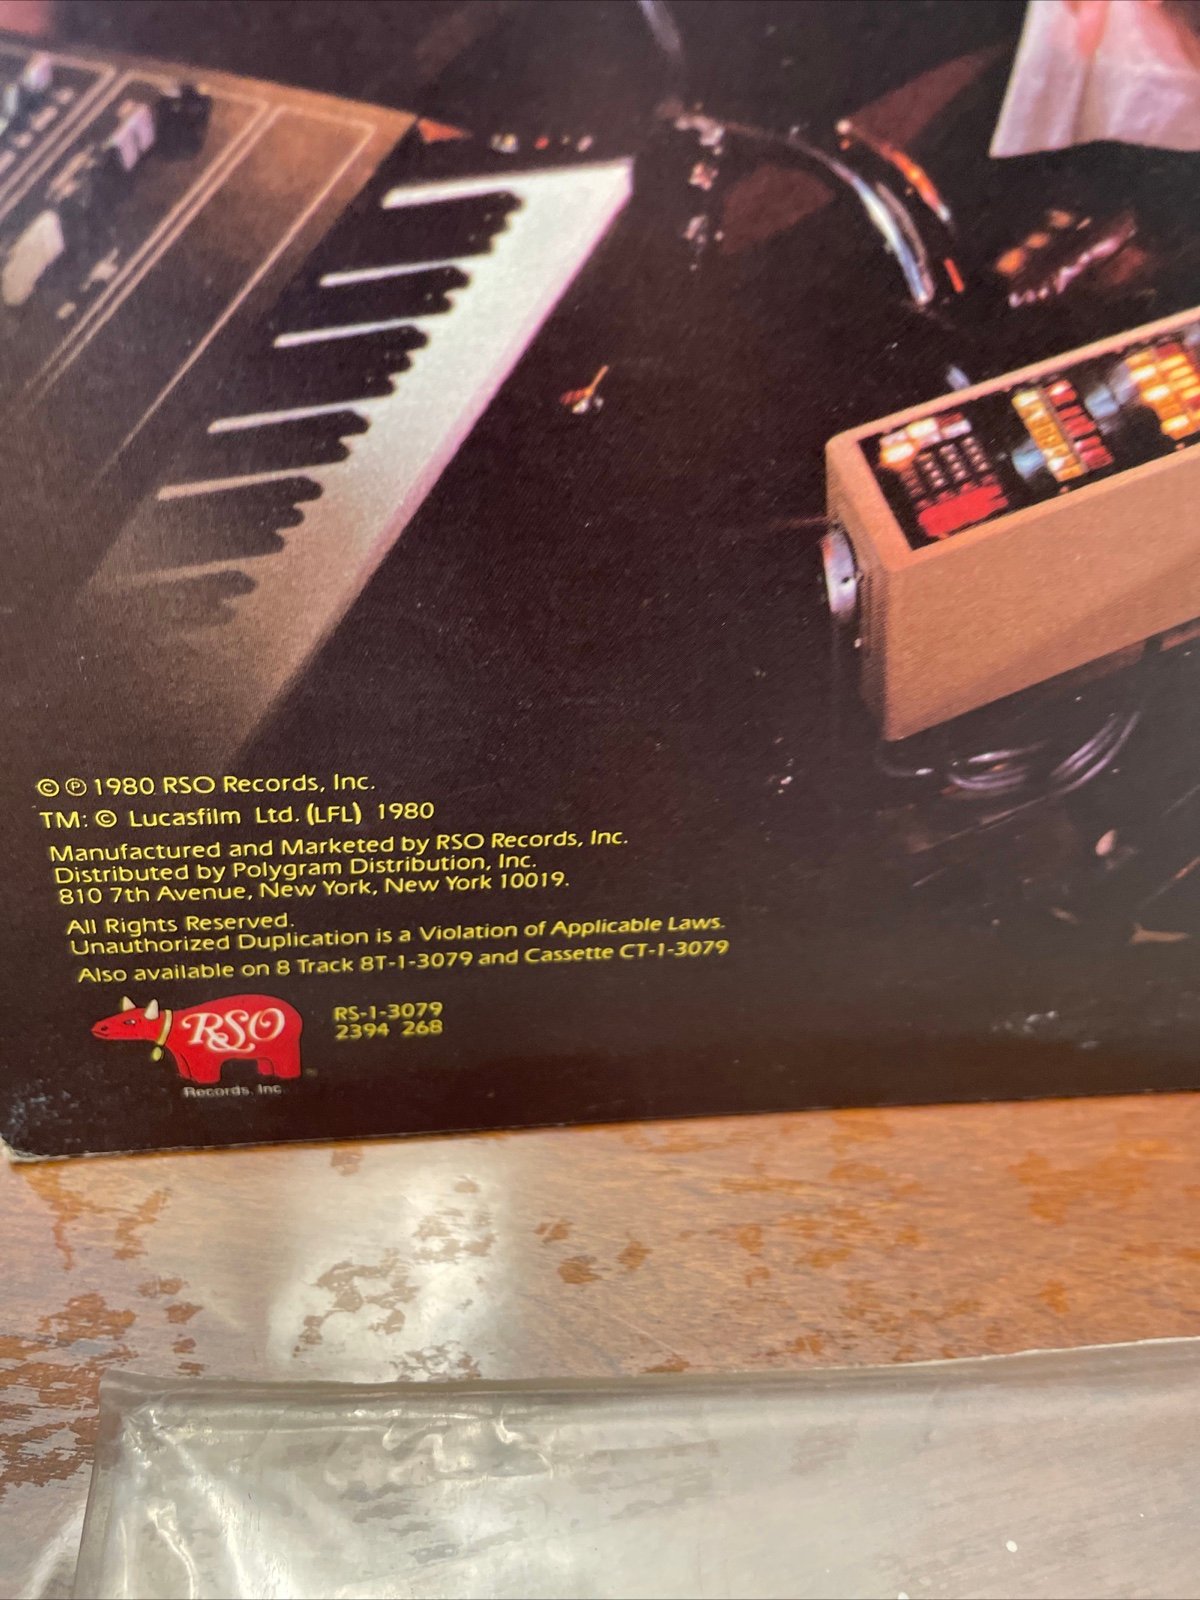 © ℗ 1980 RSO Records, Inc.
TM: © Lucasfilm Ltd. (LFL) 1980
Manufactured and Marketed by RSO Records, Inc.
Distributed by Polygram Distribution, Inc.
810 7th Avenue, New York, New York 10019.
All Rights Reserved.
Unauthorized Duplication is a Violation of Applicable Laws.
Also available on 8 Track 8T-1-3079 and Cassette CT-1-3079
RSO
Records, Inc.
RS-1-3079
2394 268